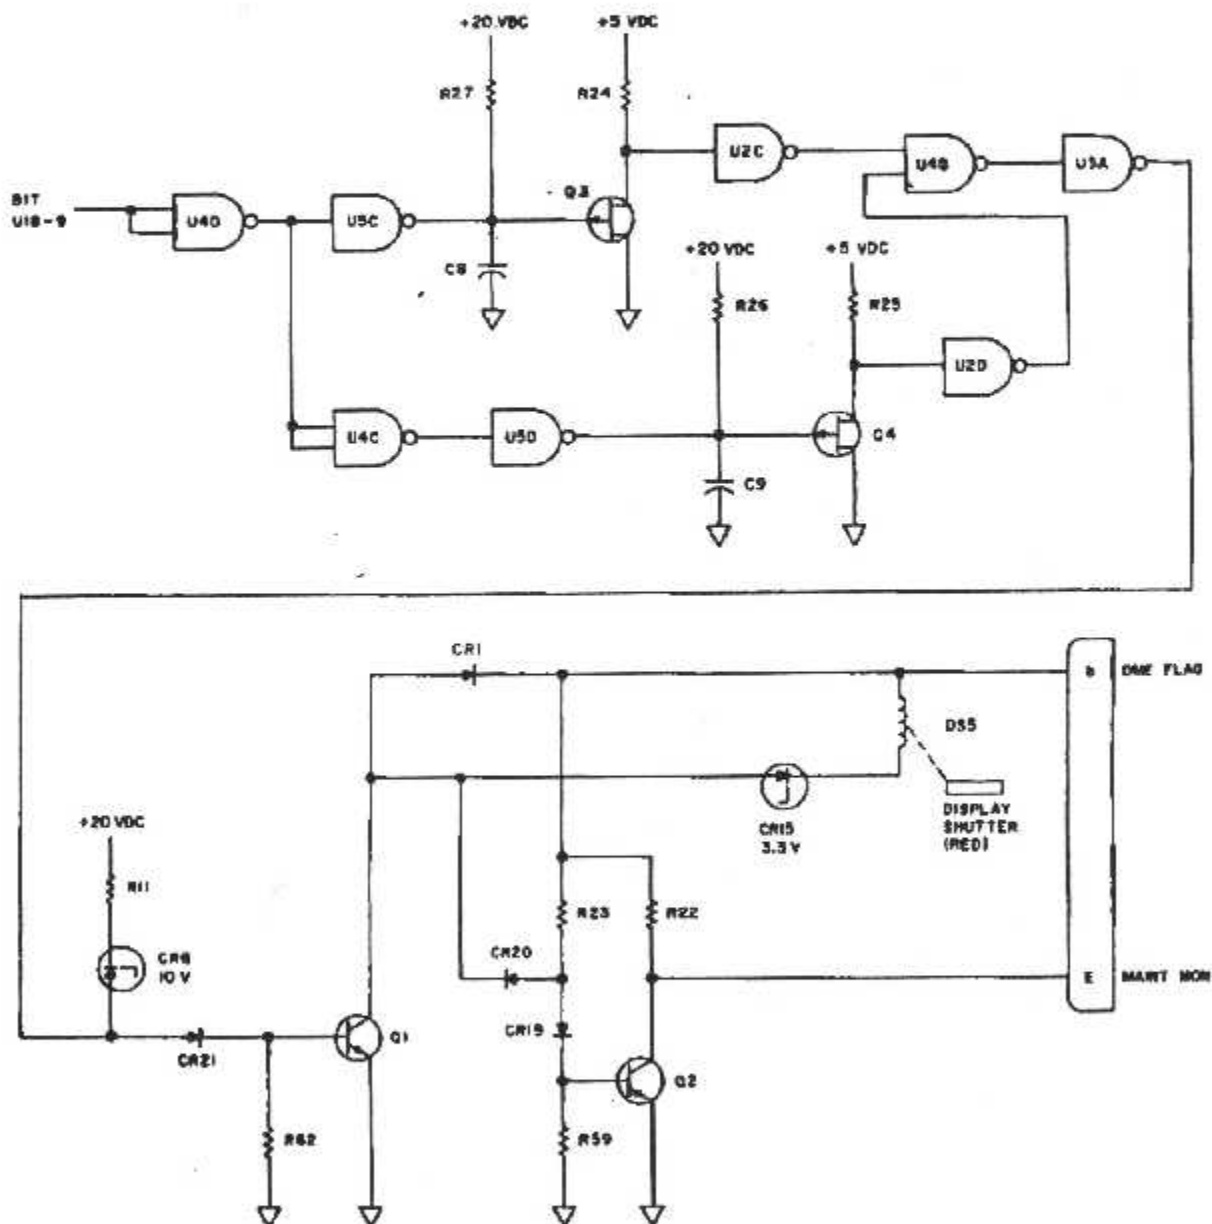 +20 VDC
+5 VDC
R27
R24
U2C
U4B
U5A
BIT
U18-9
U4D
U5C
Q3
C8
+20 VDC
+5 VDC
R26
R25
U2D
U4C
U5D
Q4
C9
CR1
b
DME FLAG
DS5
+20 VDC
CR15
3.3 V
DISPLAY
SHUTTER
(RED)
R11
R23
R22
CR8
10 V
CR20
E
MAINT MON
CR19
Q1
CR21
Q2
R62
R59